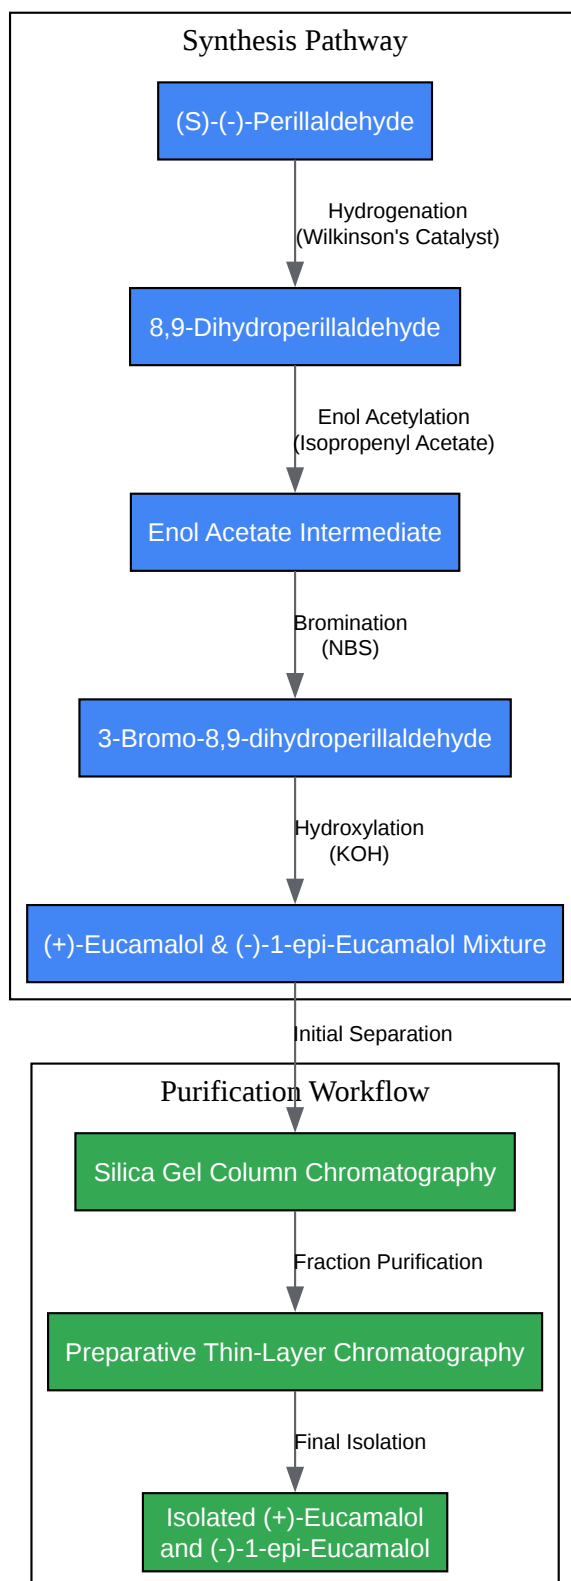 Synthesis Pathway
(S)-(-)-Perillaldehyde
Hydrogenation
(Wilkinson's Catalyst)
8,9-Dihydroperillaldehyde
Enol Acetylation
(Isopropenyl Acetate)
Enol Acetate Intermediate
Bromination
(NBS)
3-Bromo-8,9-dihydroperillaldehyde
Hydroxylation
(KOH)
(+)-Eucamalol & (-)-1-epi-Eucamalol Mixture
Initial Separation
Purification Workflow
Silica Gel Column Chromatography
Fraction Purification
Preparative Thin-Layer Chromatography
Final Isolation
Isolated (+)-Eucamalol
and (-)-1-epi-Eucamalol